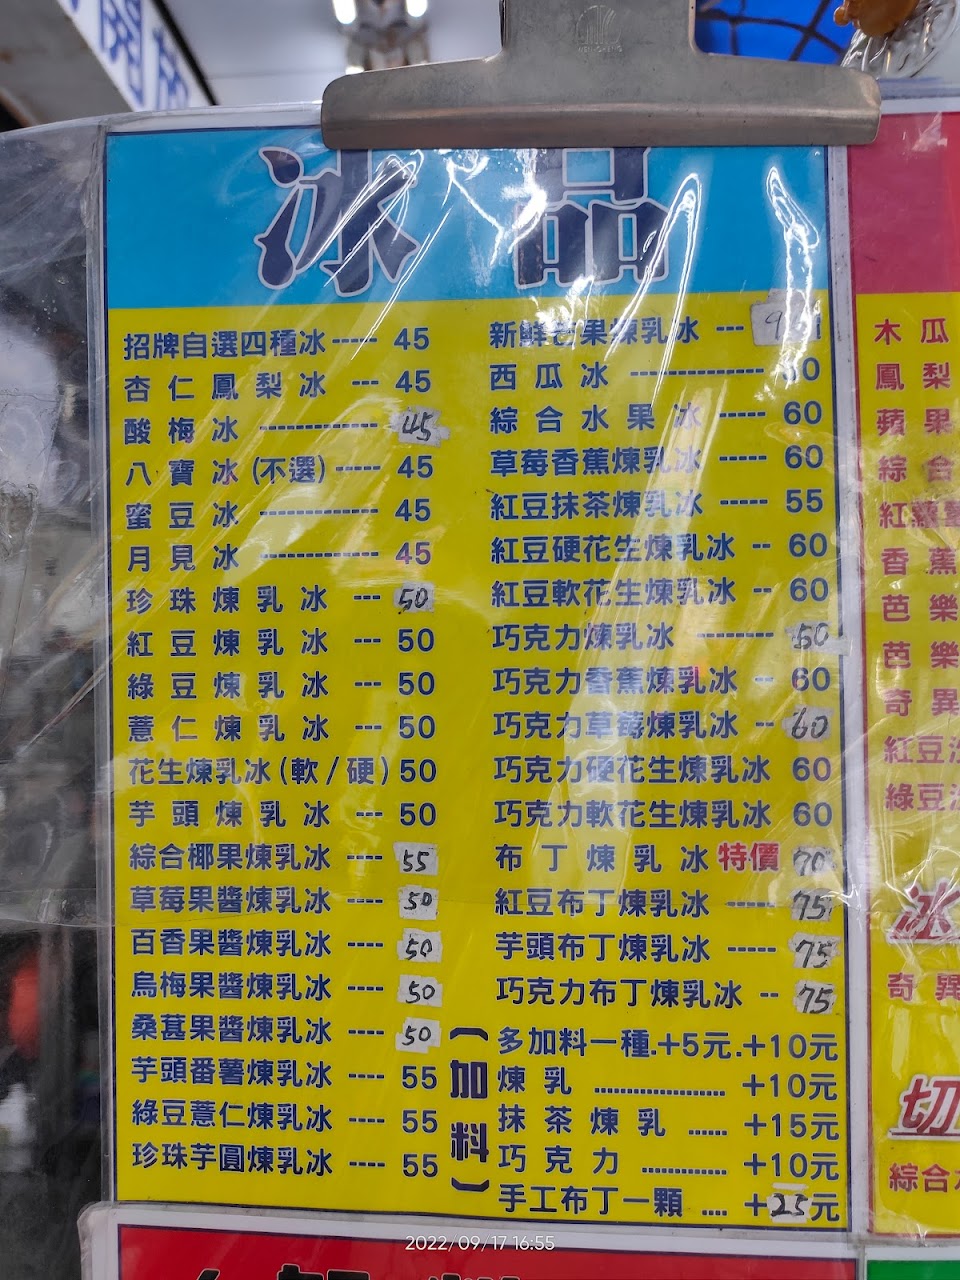 開放
冰品
招牌自選四種冰----- 45
杏仁鳳梨冰 --- 45
酸梅冰 ------------- 45
八寶冰(不選)----- 45
蜜豆冰 ------------- 45
月見冰 ------------- 45
珍珠煉乳冰 --- 50
紅豆煉乳冰 --- 50
綠豆煉乳冰 --- 50
薏仁煉乳冰 --- 50
花生煉乳冰(軟/硬) 50
芋頭煉乳冰 --- 50
綜合椰果煉乳冰 ---- 55
草莓果醬煉乳冰 ---- 50
百香果醬煉乳冰 ---- 50
烏梅果醬煉乳冰 ---- 50
桑葚果醬煉乳冰 ---- 50
芋頭番薯煉乳冰 ---- 55
綠豆薏仁煉乳冰 ---- 55
珍珠芋圓煉乳冰 ---- 55
新鮮芒果煉乳冰 ---
西瓜冰 --------------
綜合水果冰 ----- 60
草莓香蕉煉乳冰 ----- 60
紅豆抹茶煉乳冰 ----- 55
紅豆硬花生煉乳冰 -- 60
紅豆軟花生煉乳冰 -- 60
巧克力煉乳冰 --------
巧克力香蕉煉乳冰 -- 60
巧克力草莓煉乳冰 -- 60
巧克力硬花生煉乳冰 60
巧克力軟花生煉乳冰 60
布丁煉乳冰 特價 70
紅豆布丁煉乳冰 ----- 75
芋頭布丁煉乳冰 ----- 75
巧克力布丁煉乳冰 -- 75
(加料)
多加料一種.+5元.+10元
煉乳 .................... +10元
抹茶煉乳 ...... +15元
巧克力 ............. +10元
手工布丁一顆 .... +25元
木瓜
鳳梨
蘋果
綜合
紅蘿蔔
香蕉
芭樂
芭樂
奇異
紅豆
綠豆
冰
奇異
切
綜合
2022/09/17 16:55